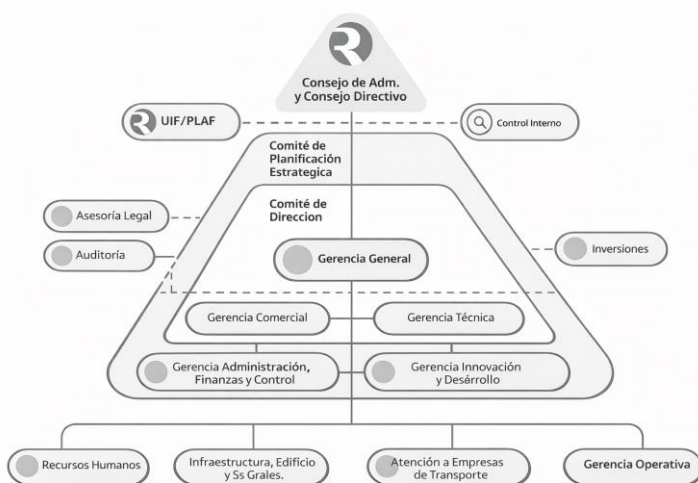 R
Consejo de Adm.
y Consejo Directivo
R UIF/PLAF
Control Interno
Comité de
Planificación
Estrategica
Comité de
Direccion
Asesoría Legal
Auditoría
Inversiones
Gerencia General
Gerencia Comercial
Gerencia Técnica
Gerencia Administración,
Finanzas y Control
Gerencia Innovación
y Desérrollo
Recursos Humanos
Infraestructura, Edificio
y Ss Grales.
Atención a Empresas
de Transporte
Gerencia Operativa